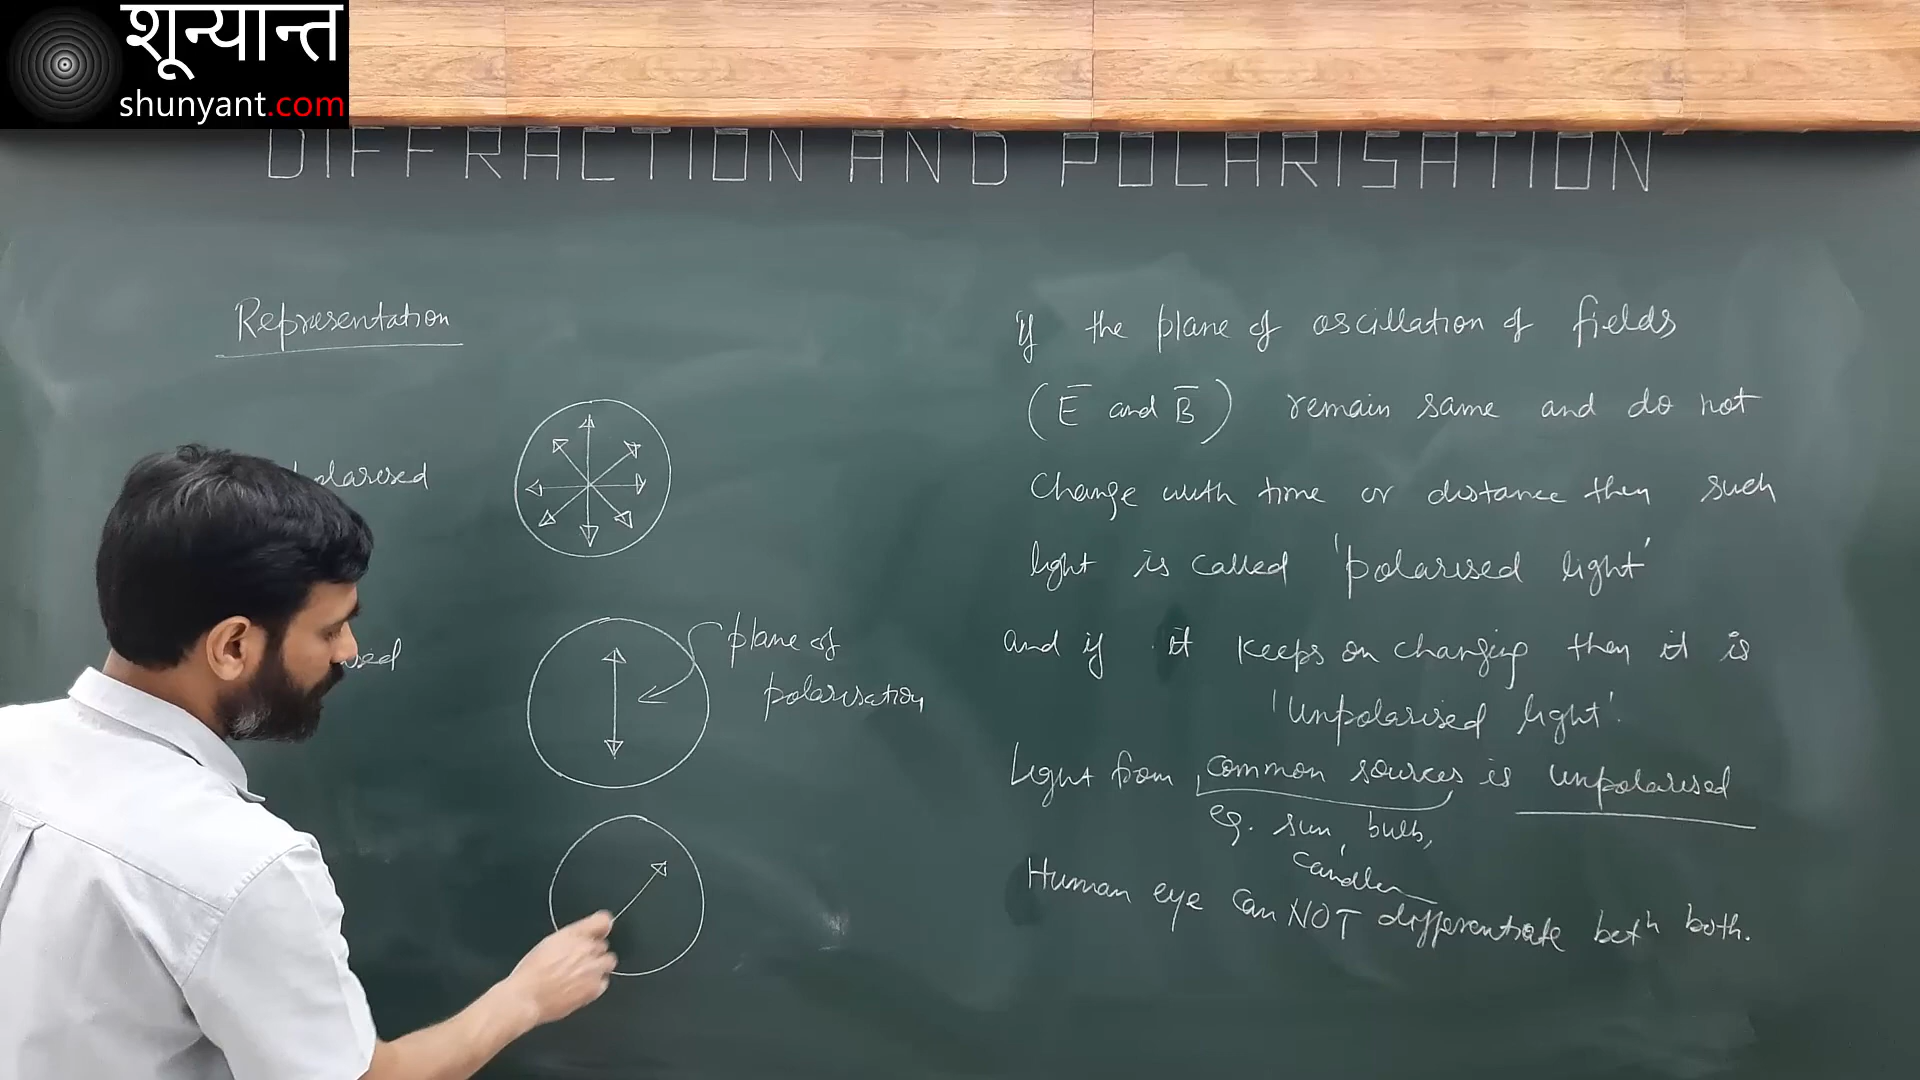 शून्यान्त
shunyant.com
DIFFRACTION AND POLARISATION
Representation
polarised
plane of
polarisation
If the plane of oscillation of fields
(E̅ and B̅) remain same and do not
change with time or distance then such
light is called 'polarised light'
and if it keeps on changing then it is
'Unpolarised light'.
Light from common sources is unpolarised
eg. sun, bulb,
candle
Human eye can NOT differentiate betn both.